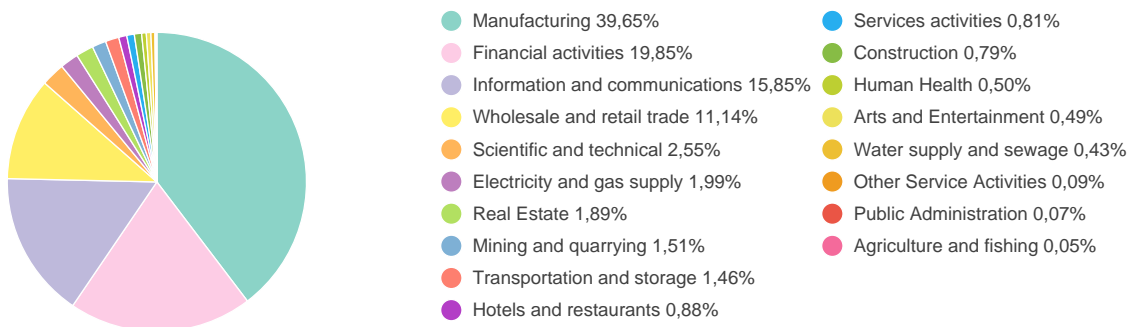 Manufacturing 39,65%
Financial activities 19,85%
Information and communications 15,85%
Wholesale and retail trade 11,14%
Scientific and technical 2,55%
Electricity and gas supply 1,99%
Real Estate 1,89%
Mining and quarrying 1,51%
Transportation and storage 1,46%
Hotels and restaurants 0,88%
Services activities 0,81%
Construction 0,79%
Human Health 0,50%
Arts and Entertainment 0,49%
Water supply and sewage 0,43%
Other Service Activities 0,09%
Public Administration 0,07%
Agriculture and fishing 0,05%